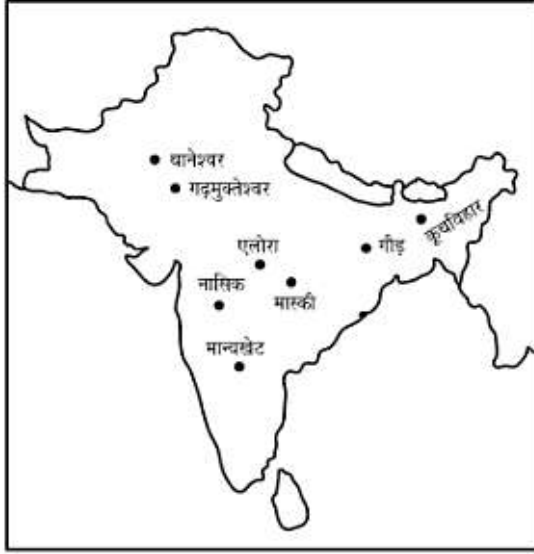 थानेश्वर
गढ़मुक्तेश्वर
कूचविहार
गौड़
एलोरा
नासिक
मास्की
मान्यखेट